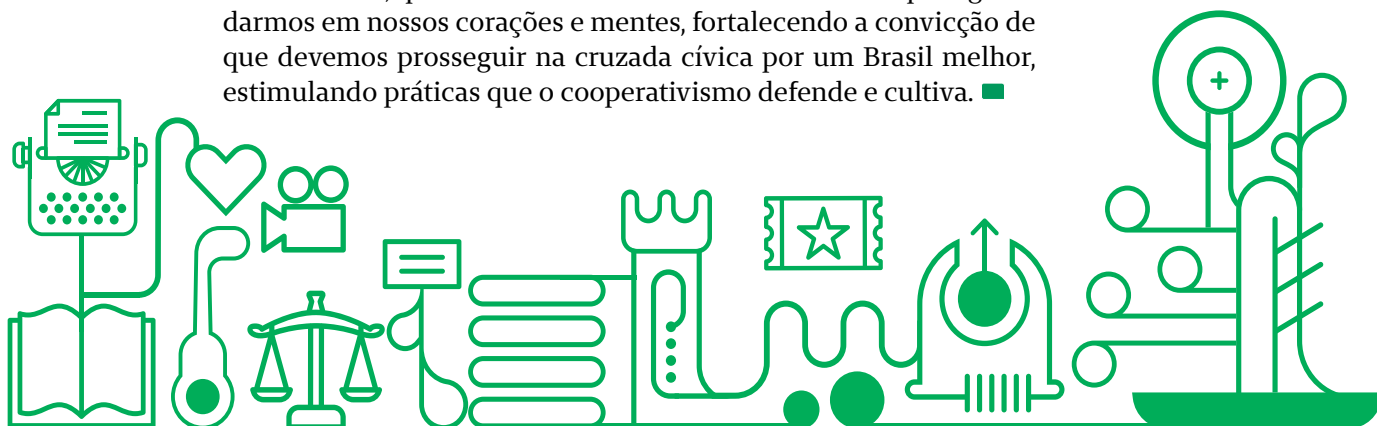 darmos em nossos corações e mentes, fortalecendo a convicção de
que devemos prosseguir na cruzada cívica por um Brasil melhor,
estimulando práticas que o cooperativismo defende e cultiva.